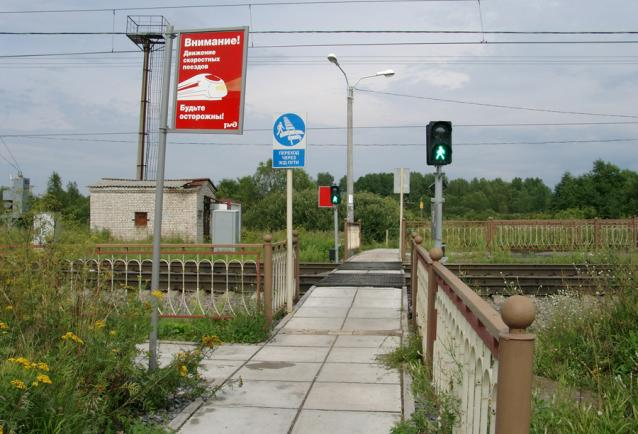 Внимание!
Движение
скоростных
поездов
Будьте
осторожны!
ржд
ПЕРЕХОД
ЧЕРЕЗ
Ж/Д ПУТИ